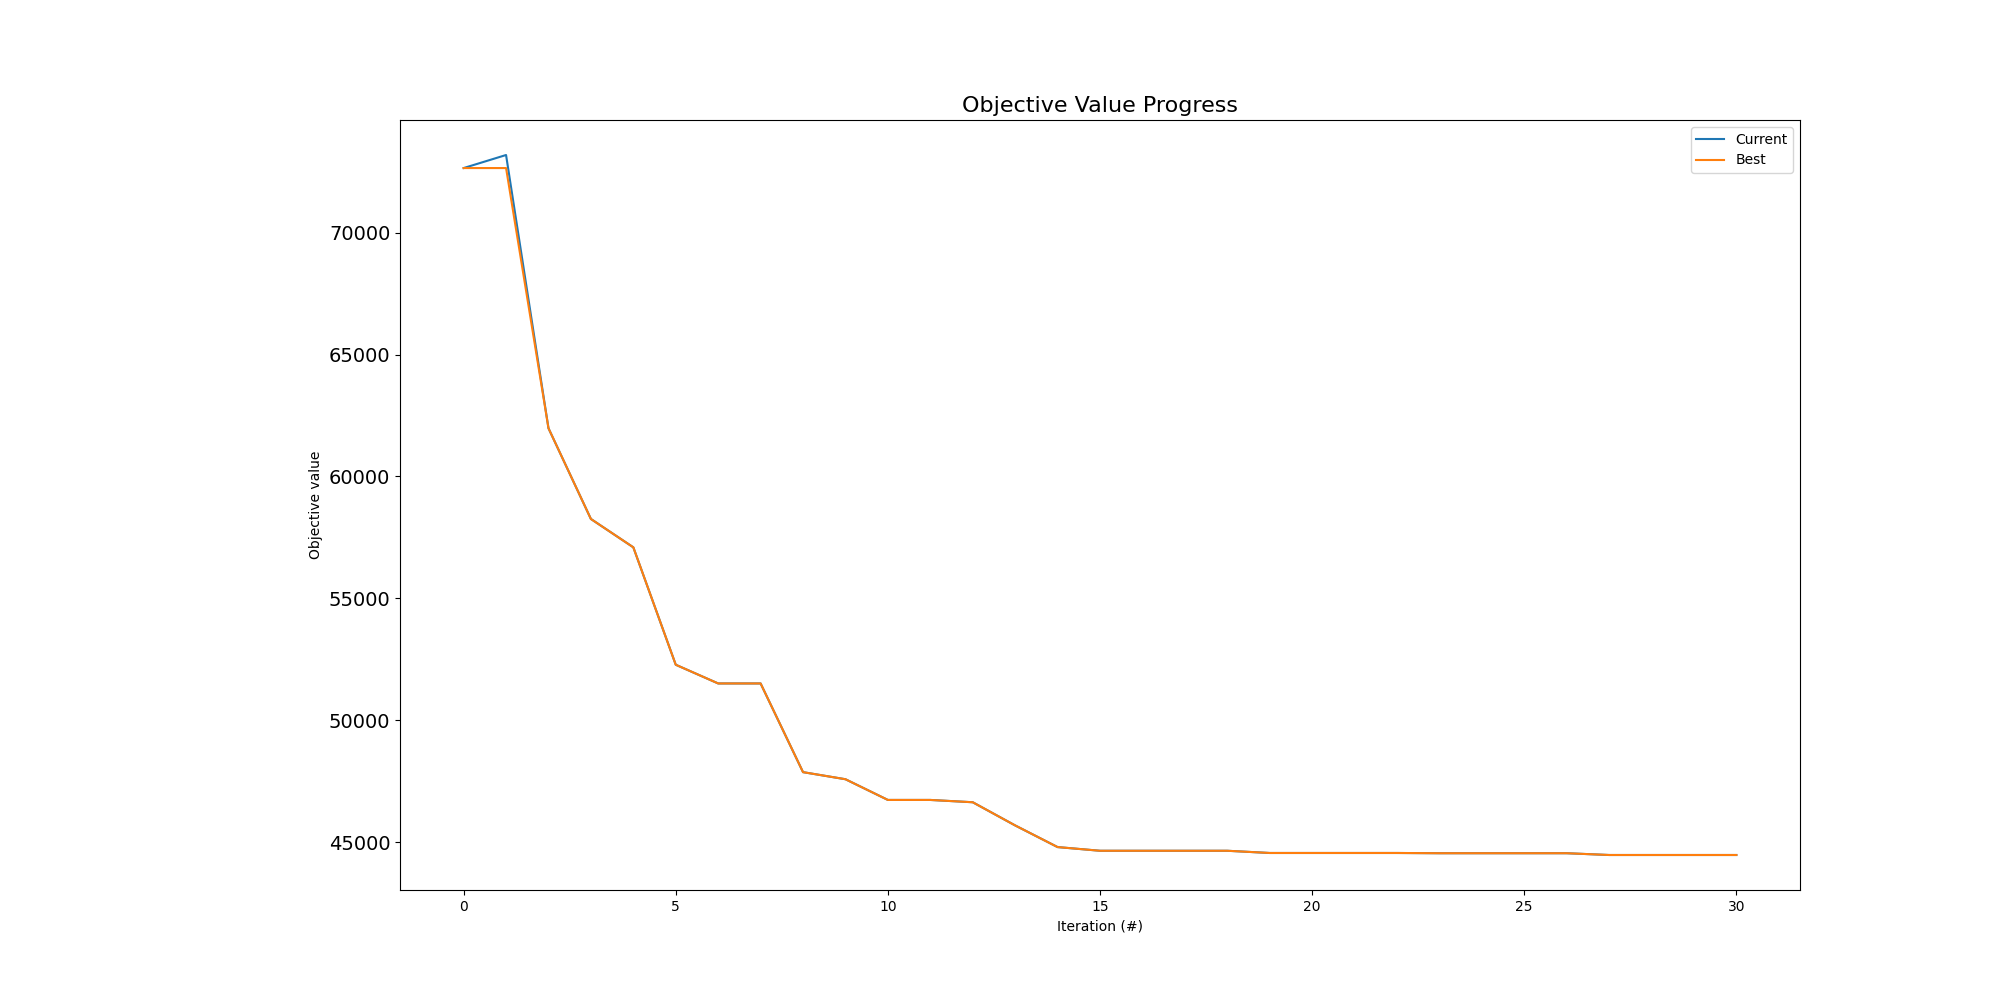 Objective Value Progress
Current
Best
70000
65000
60000
55000
50000
45000
Objective value
0 5 10 15 20 25 30
Iteration (#)